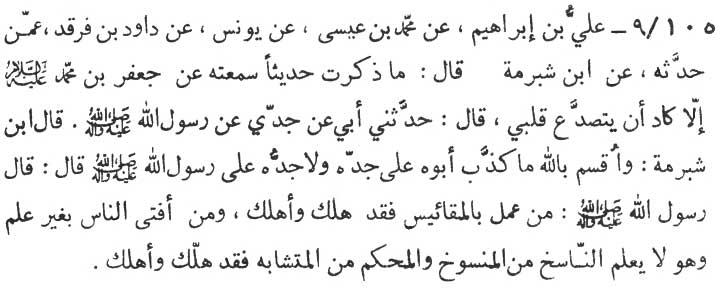 ١٠٥/٩ ـ عليُّ بن إبراهيم ، عن محمّد بن عيسى ، عن يونس ، عن داود بن فرقد ،عمّن
حدَّثه ، عن ابن شبرمة قال : ما ذكرت حديثاً سمعته عن جعفر بن محمّد عليه السلام
إلّا كاد أن يتصدَّع قلبي ، قال : حدَّثني أبي عن جدّي عن رسول الله صلى الله عليه وآله . قال ابن
شبرمة : وأُقسم بالله ما كذَّب أبوه على جدّه ولا جدُّه على رسول الله صلى الله عليه وآله قال : قال
رسول الله صلى الله عليه وآله : من عمل بالمقائيس فقد هلك وأهلك ، ومن أفتى الناس بغير علم
وهو لا يعلم النّاسخ من المنسوخ والمحكم من المتشابه فقد هلّك وأهلك .